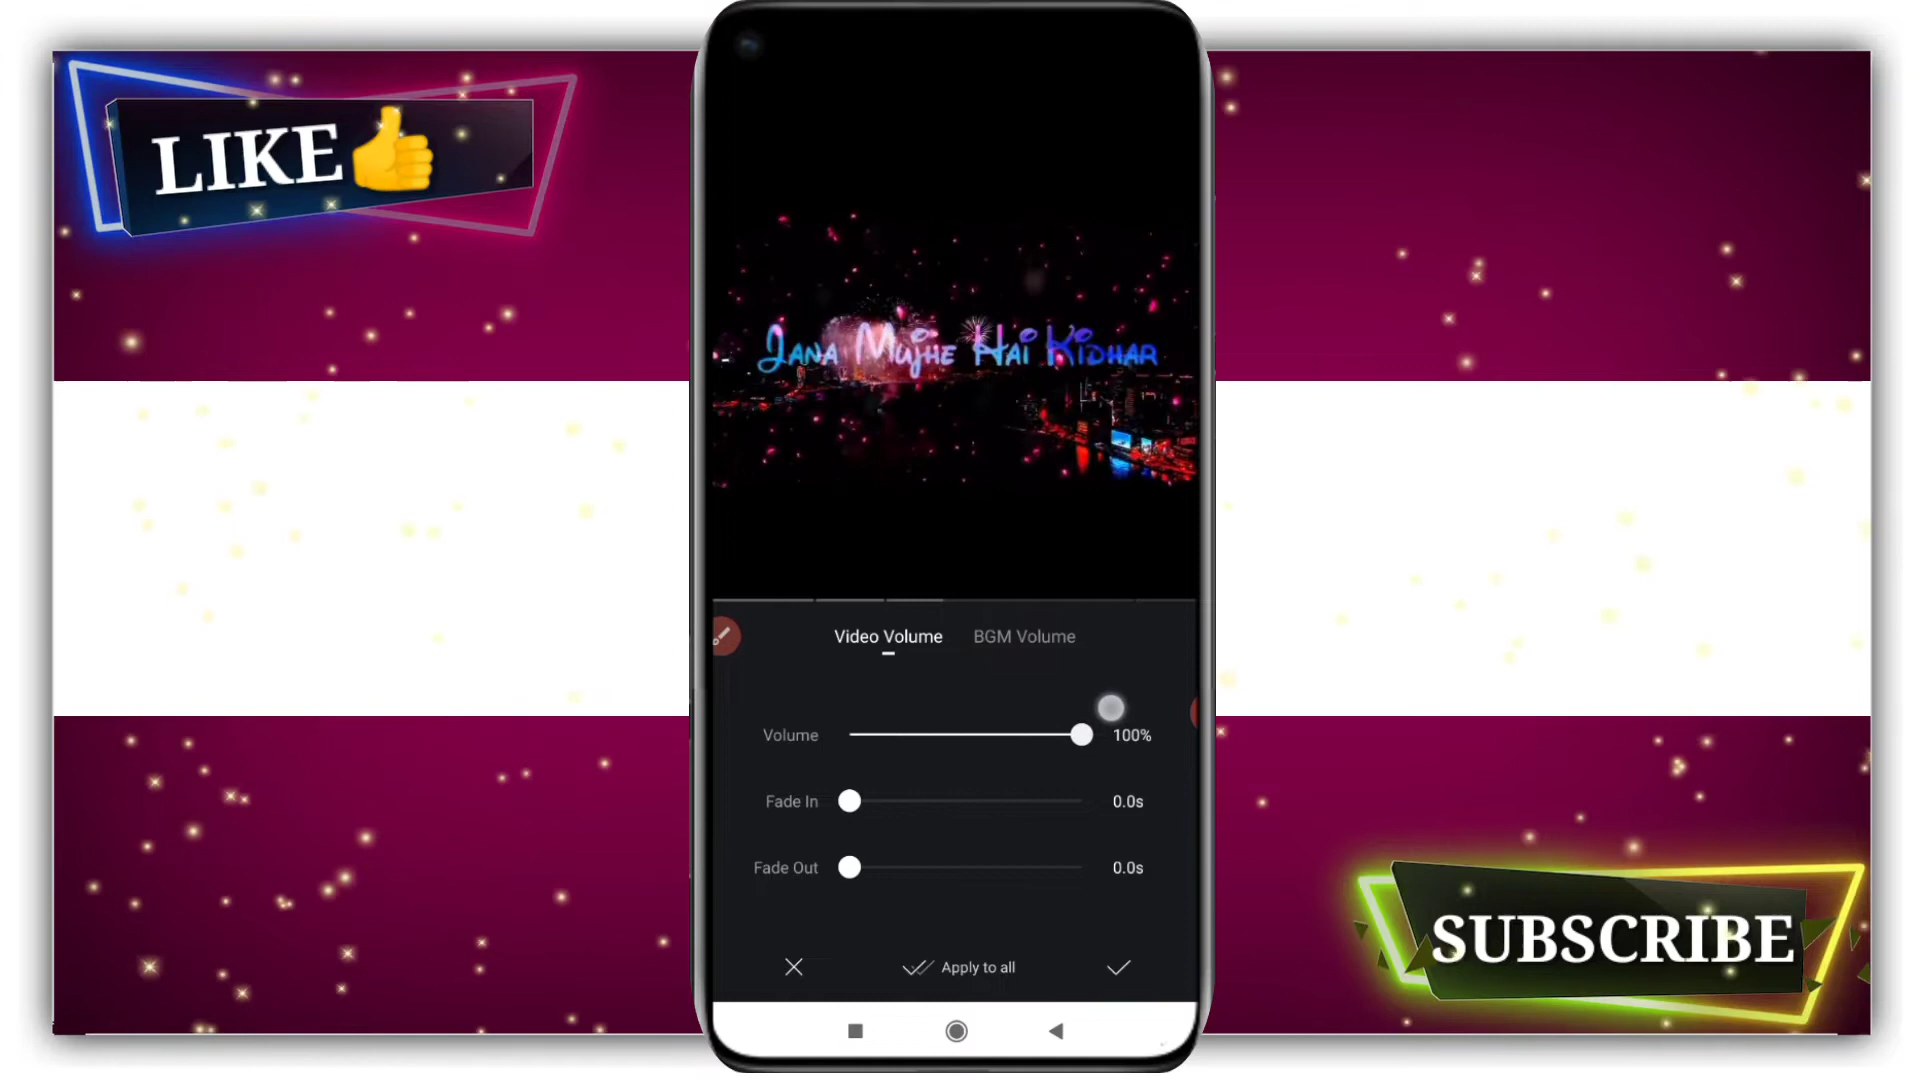 LIKE👍
Jana Mujhe Hai Kidhar
Video Volume BGM Volume
Volume 100%
Fade In 0.0s
Fade Out 0.0s
Apply to all
SUBSCRIBE